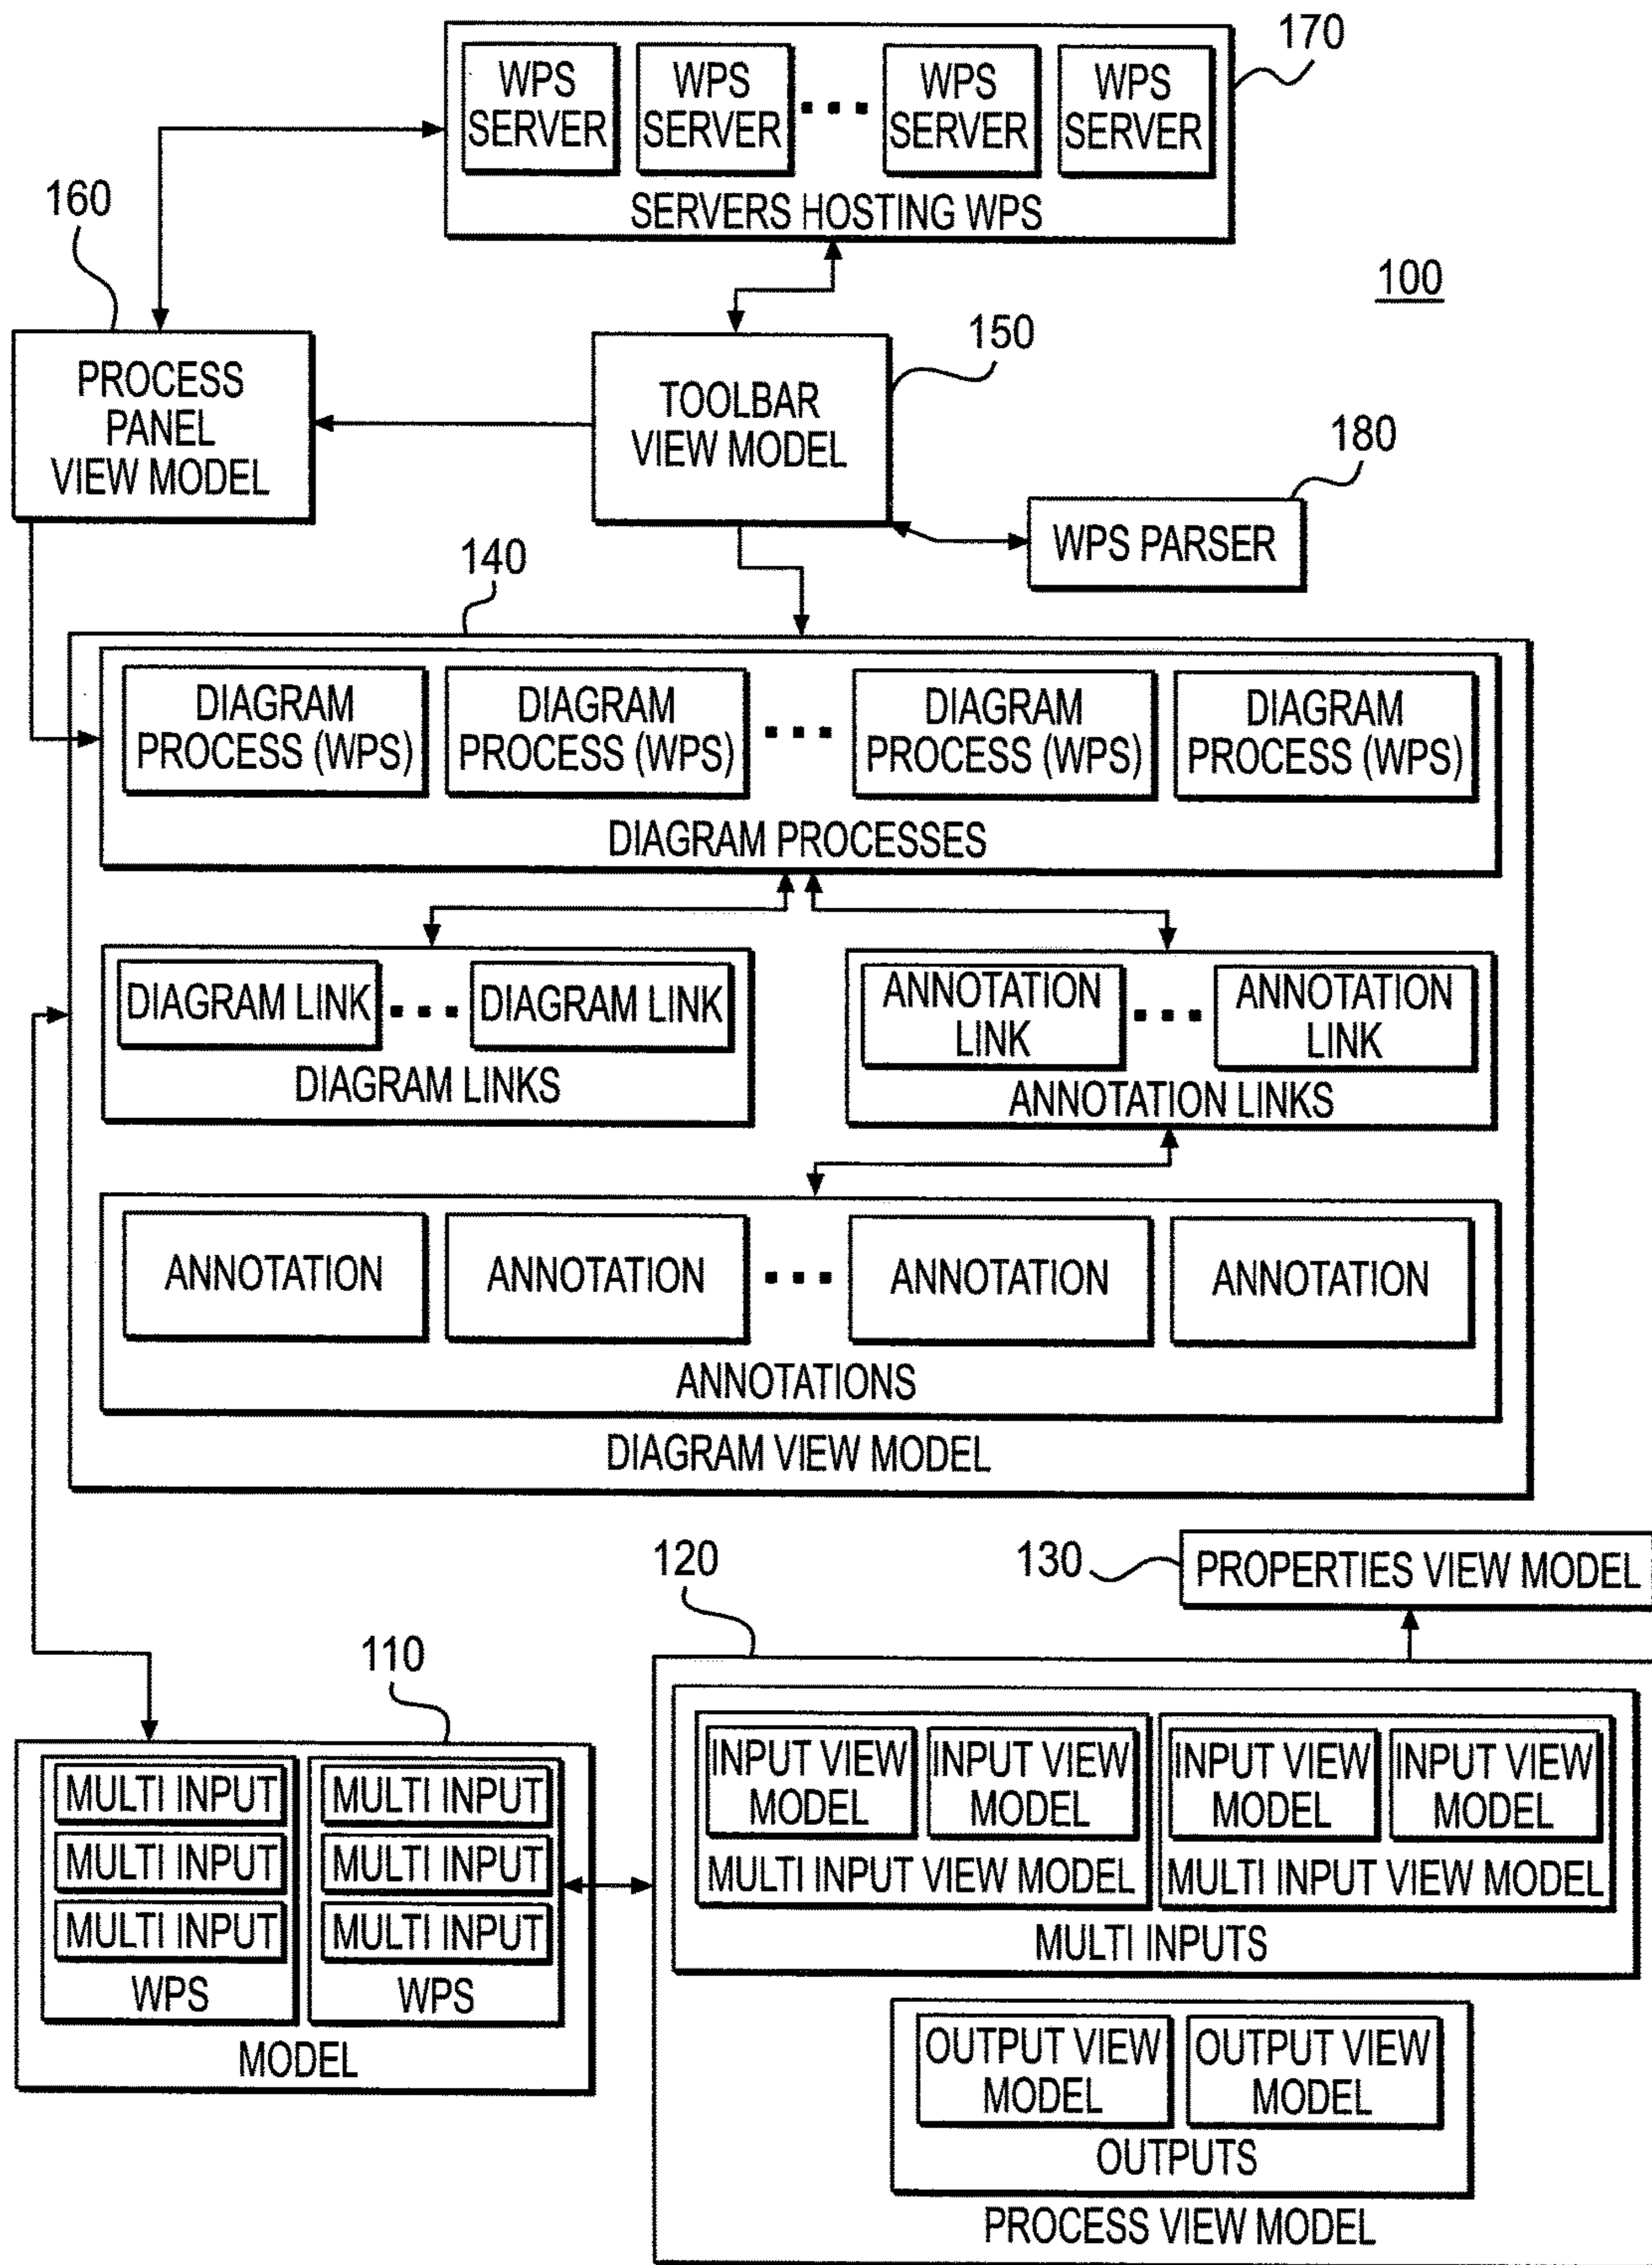 170
WPS
SERVER
WPS
SERVER
WPS
SERVER
WPS
SERVER
SERVERS HOSTING WPS
160
100
150
PROCESS
PANEL
VIEW MODEL
TOOLBAR
VIEW MODEL
180
WPS PARSER
140
DIAGRAM
PROCESS (WPS)
DIAGRAM
PROCESS (WPS)
DIAGRAM
PROCESS (WPS)
DIAGRAM
PROCESS (WPS)
DIAGRAM PROCESSES
DIAGRAM LINK
DIAGRAM LINK
DIAGRAM LINKS
ANNOTATION
LINK
ANNOTATION
LINK
ANNOTATION LINKS
ANNOTATION
ANNOTATION
ANNOTATION
ANNOTATION
ANNOTATIONS
DIAGRAM VIEW MODEL
120
130
PROPERTIES VIEW MODEL
110
MULTI INPUT
MULTI INPUT
MULTI INPUT
WPS
MULTI INPUT
MULTI INPUT
MULTI INPUT
WPS
MODEL
INPUT VIEW
MODEL
INPUT VIEW
MODEL
MULTI INPUT VIEW MODEL
INPUT VIEW
MODEL
INPUT VIEW
MODEL
MULTI INPUT VIEW MODEL
MULTI INPUTS
OUTPUT VIEW
MODEL
OUTPUT VIEW
MODEL
OUTPUTS
PROCESS VIEW MODEL